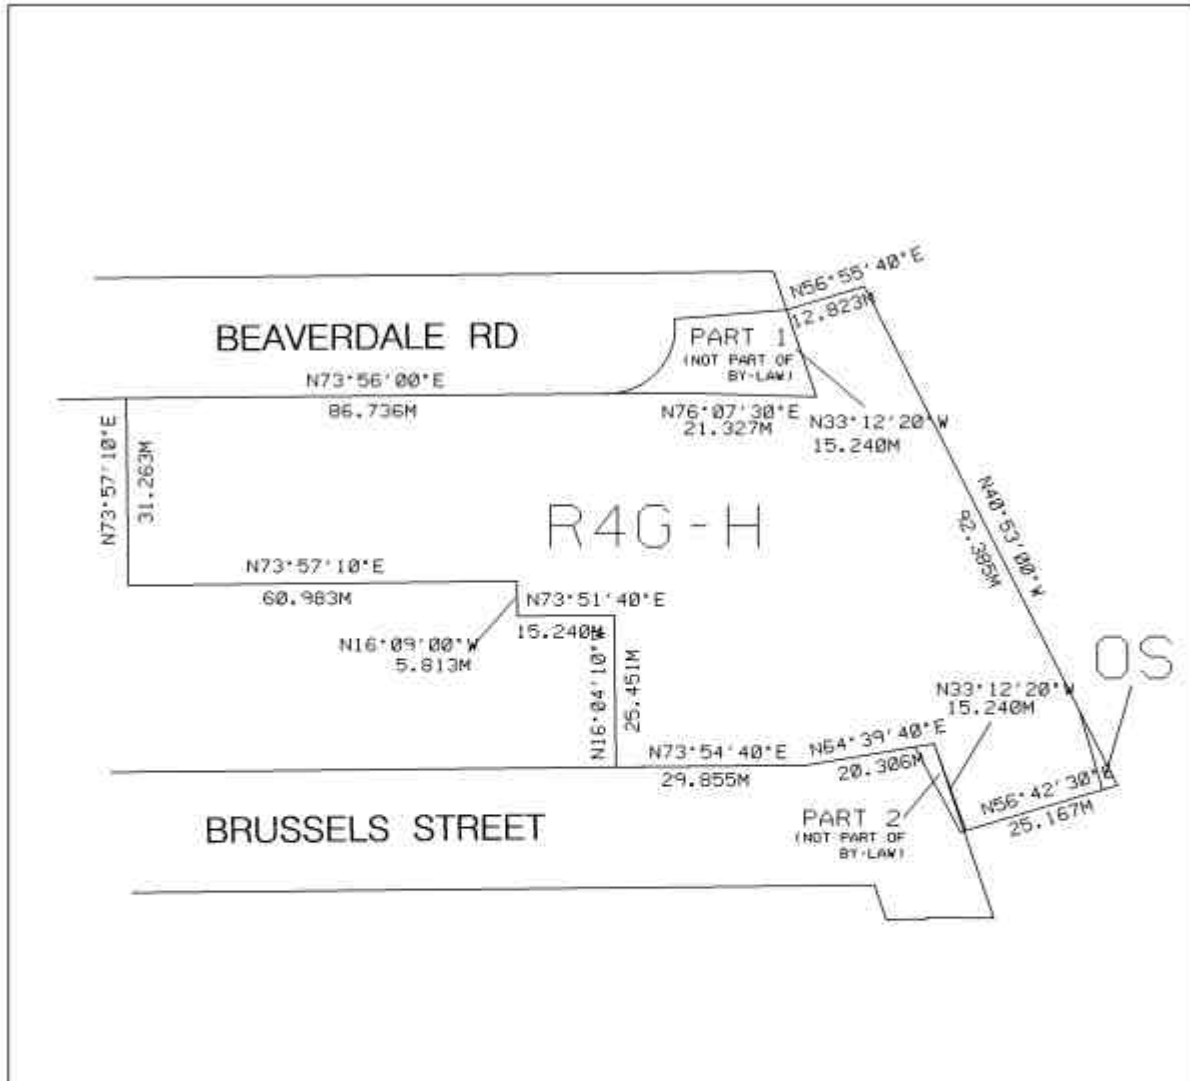 N56°55'40"E
12.823M
BEAVERDALE RD
PART 1
(NOT PART OF
BY-LAW)
N73°56'00"E
86.736M
N76°07'30"E
21.327M
N33°12'20"W
15.240M
N73°57'10"E
31.263M
R4G-H
N40°53'00"W
92.385M
N73°57'10"E
60.983M
N73°51'40"E
15.240M
N16°09'00"W
5.813M
N16°04'10"
25.451M
OS
N33°12'20"W
15.240M
N73°54'40"E
29.855M
N64°39'40"E
20.306M
N56°42'30"E
25.167M
PART 2
(NOT PART OF
BY-LAW)
BRUSSELS STREET